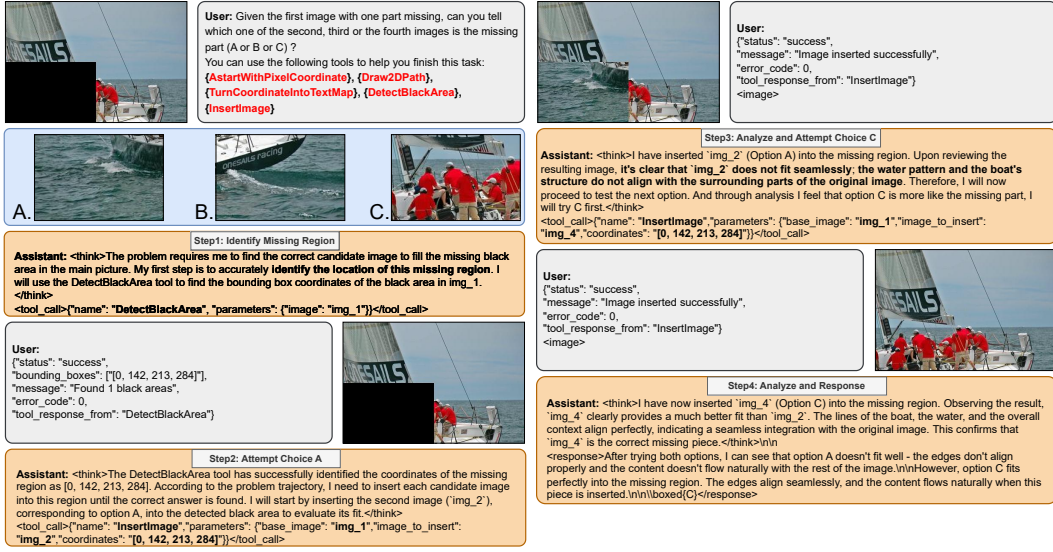 User: Given the first image with one part missing, can you tell
which one of the second, third or the fourth images is the missing
part (A or B or C) ?
You can use the following tools to help you finish this task:
{AstartWithPixelCoordinate}, {Draw2DPath},
{TurnCoordinateIntoTextMap}, {DetectBlackArea},
{InsertImage}
A.
B.
ONESAILS racing
C.
Step1: Identify Missing Region
Assistant: <think>The problem requires me to find the correct candidate image to fill the missing black
area in the main picture. My first step is to accurately identify the location of this missing region. I
will use the DetectBlackArea tool to find the bounding box coordinates of the black area in img_1.
</think>
<tool_call>{"name": "DetectBlackArea", "parameters": {"image": "img_1"}}</tool_call>
User:
{"status": "success",
"bounding_boxes": ["[0, 142, 213, 284]"],
"message": "Found 1 black areas",
"error_code": 0,
"tool_response_from": "DetectBlackArea"}
Step2: Attempt Choice A
Assistant: <think>The DetectBlackArea tool has successfully identified the coordinates of the missing
region as [0, 142, 213, 284]. According to the problem trajectory, I need to insert each candidate image
into this region until the correct answer is found. I will start by inserting the second image (`img_2`),
corresponding to option A, into the detected black area to evaluate its fit.</think>
<tool_call>{"name": "InsertImage","parameters": {"base_image": "img_1","image_to_insert":
"img_2","coordinates": "[0, 142, 213, 284]"}}</tool_call>
User:
{"status": "success",
"message": "Image inserted successfully",
"error_code": 0,
"tool_response_from": "InsertImage"}
<image>
Step3: Analyze and Attempt Choice C
Assistant: <think>I have inserted `img_2` (Option A) into the missing region. Upon reviewing the
resulting image, it's clear that `img_2` does not fit seamlessly; the water pattern and the boat's
structure do not align with the surrounding parts of the original image. Therefore, I will now
proceed to test the next option. And through analysis I feel that option C is more like the missing part, I
will try C first.</think>
<tool_call>{"name": "InsertImage","parameters": {"base_image": "img_1","image_to_insert":
"img_4","coordinates": "[0, 142, 213, 284]"}}</tool_call>
User:
{"status": "success",
"message": "Image inserted successfully",
"error_code": 0,
"tool_response_from": "InsertImage"}
<image>
Step4: Analyze and Response
Assistant: <think>I have now inserted `img_4` (Option C) into the missing region. Observing the result,
`img_4` clearly provides a much better fit than `img_2`. The lines of the boat, the water, and the overall
context align perfectly, indicating a seamless integration with the original image. This confirms that
`img_4` is the correct missing piece.</think>\n\n
<response>After trying both options, I can see that option A doesn't fit well - the edges don't align
properly and the content doesn't flow naturally with the rest of the image.\n\nHowever, option C fits
perfectly into the missing region. The edges align seamlessly, and the content flows naturally when this
piece is inserted.\n\n\\boxed{C}</response>